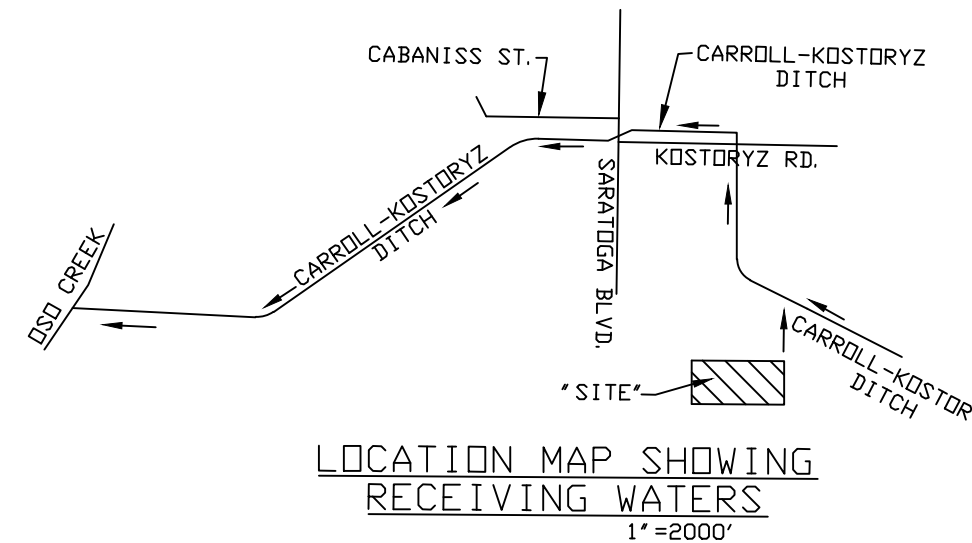 CABANISS ST.
CARROLL-KOSTORYZ
DITCH
KOSTORYZ RD.
SARATOGA BLVD.
CARROLL-KOSTORYZ
DITCH
OSO CREEK
CARROLL-KOSTOR
DITCH
"SITE"
LOCATION MAP SHOWING
RECEIVING WATERS
1"=2000'